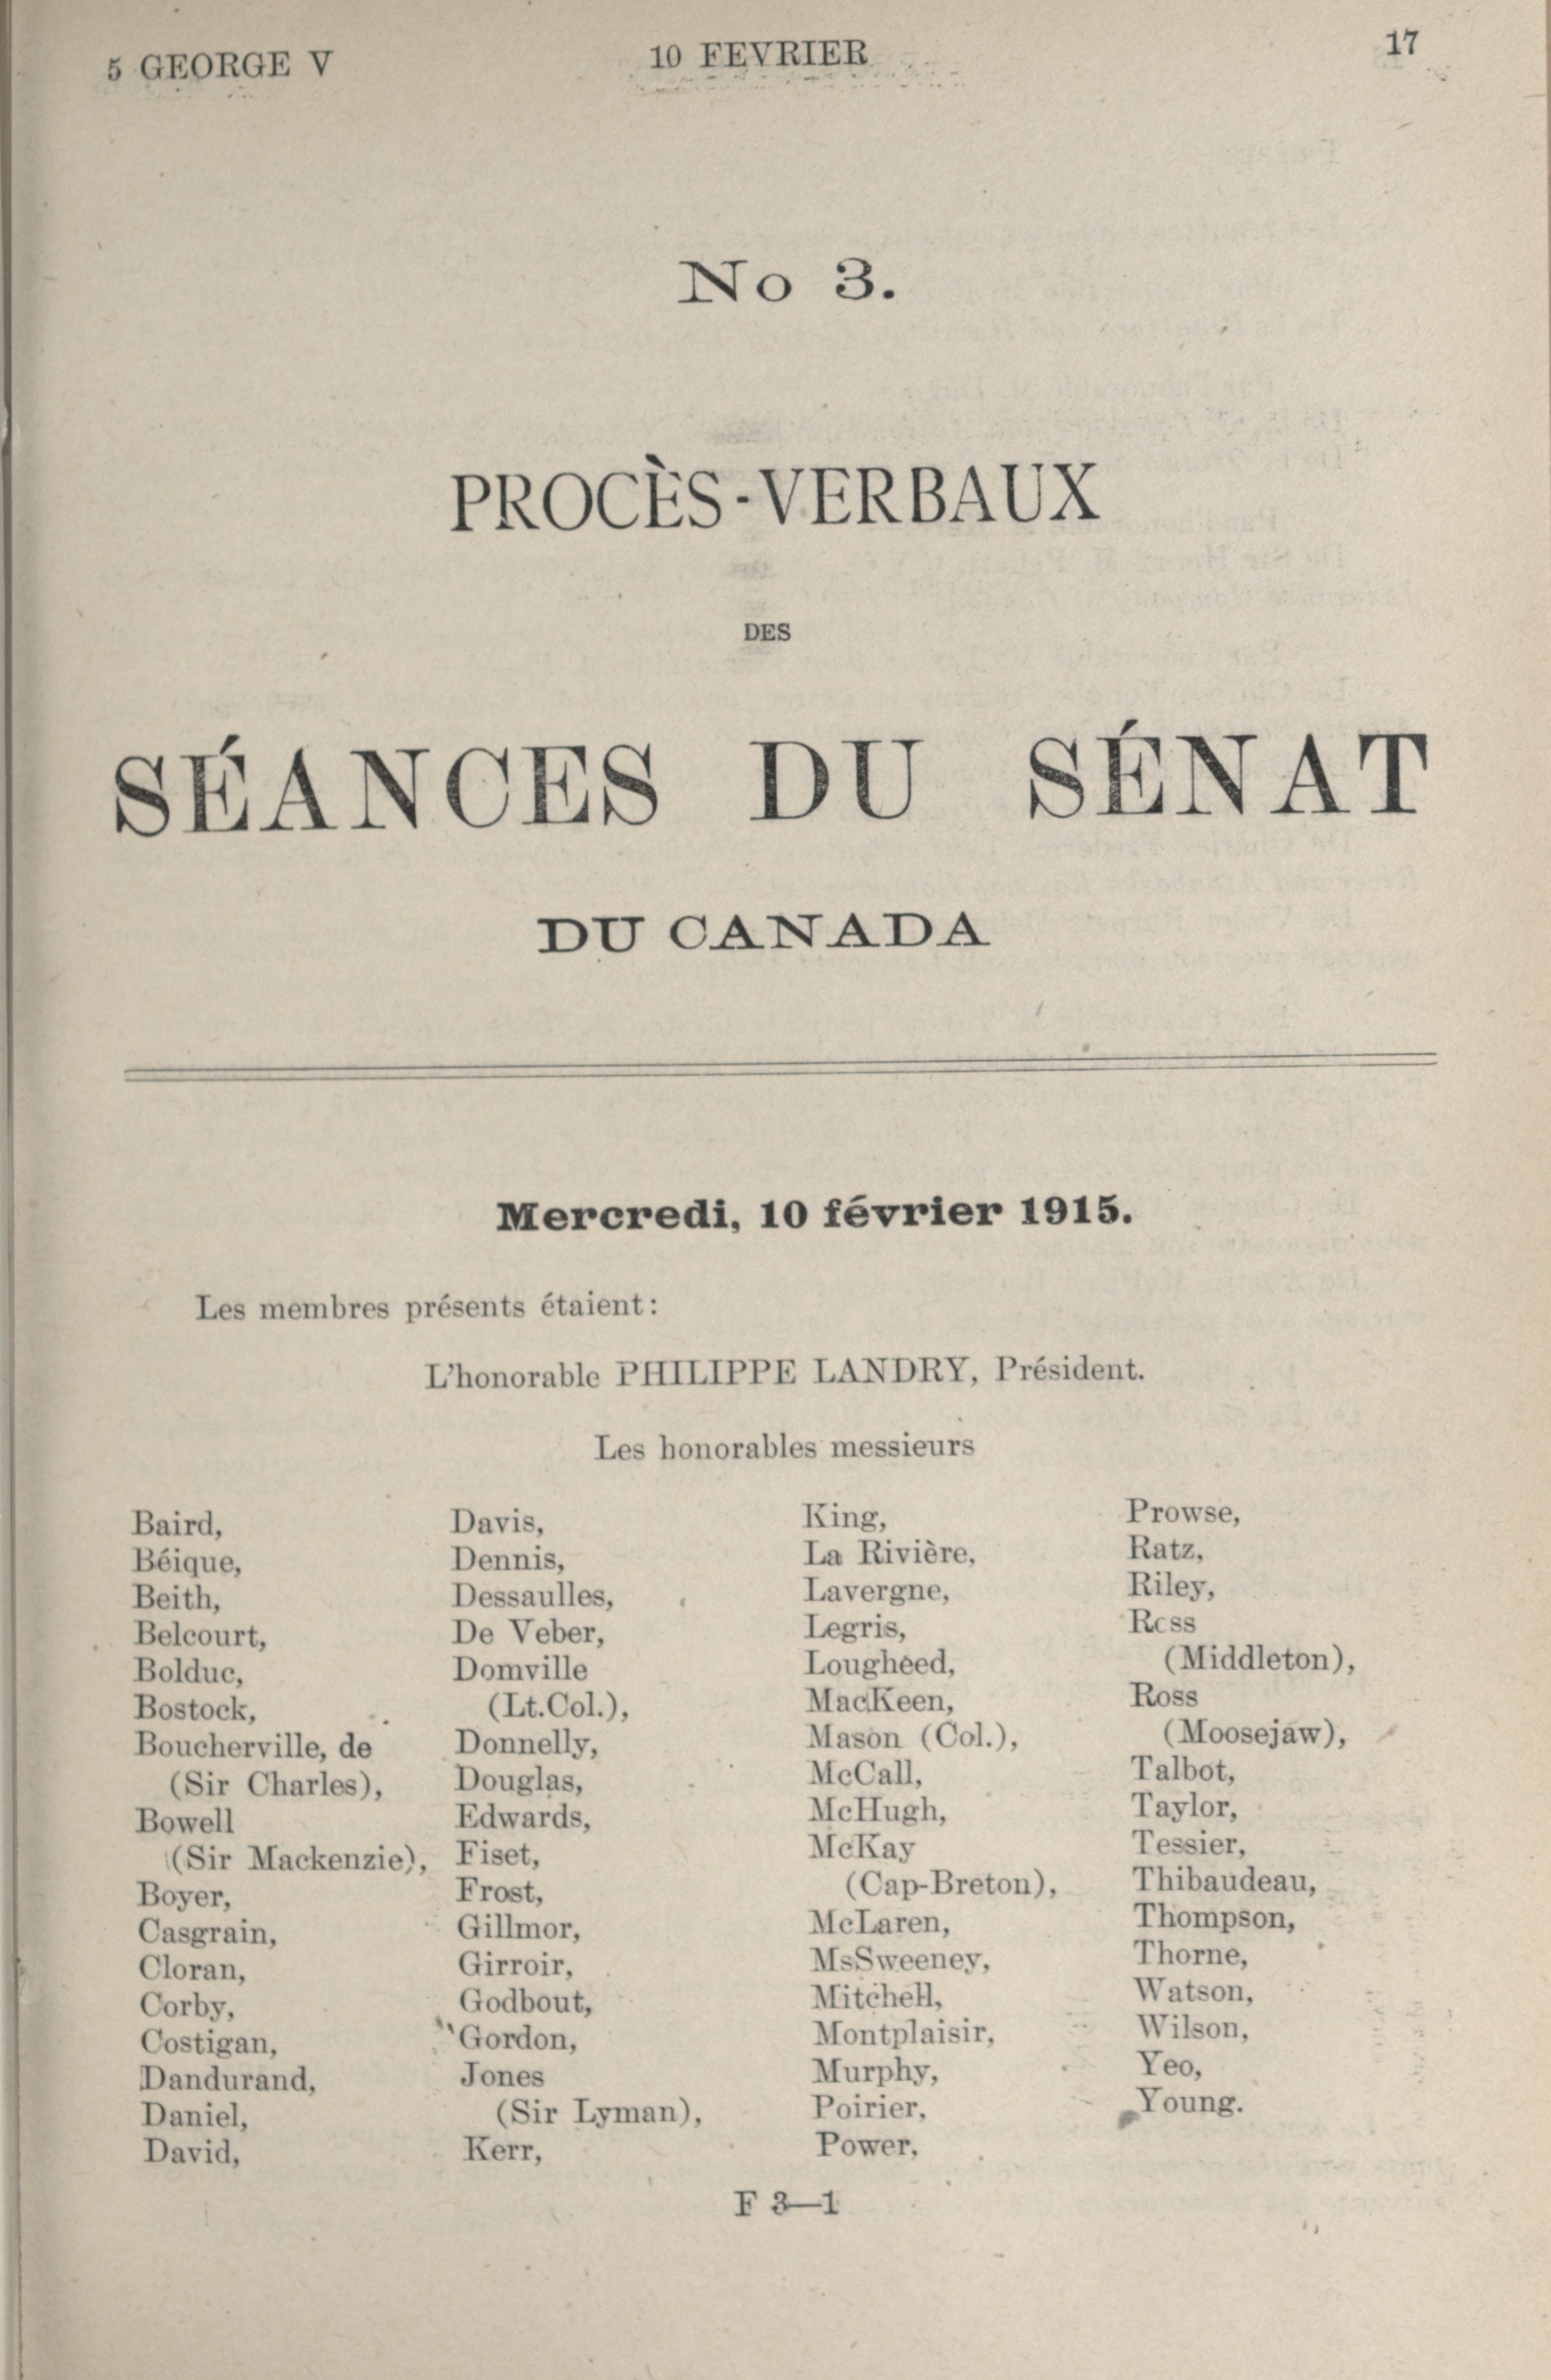 5 GEORGE V
10 FEVRIER
17
No 3.
PROCÈS-VERBAUX
DES
SÉANCES DU SÉNAT
DU CANADA
Mercredi, 10 février 1915.
Les membres présents étaient:
L'honorable PHILIPPE LANDRY, Président.
Les honorables messieurs
Baird,
Béique,
Beith,
Belcourt,
Bolduc,
Bostock,
Boucherville, de
(Sir Charles),
Bowell
(Sir Mackenzie),
Boyer,
Casgrain,
Cloran,
Corby,
Costigan,
Dandurand,
Daniel,
David,
Davis,
Dennis,
Dessaulles,
De Veber,
Domville
(Lt.Col.),
Donnelly,
Douglas,
Edwards,
Fiset,
Frost,
Gillmor,
Girroir,
Godbout,
Gordon,
Jones
(Sir Lyman),
Kerr,
King,
La Rivière,
Lavergne,
Legris,
Lougheed,
MacKeen,
Mason (Col.),
McCall,
McHugh,
McKay
(Cap-Breton),
McLaren,
MsSweeney,
Mitchell,
Montplaisir,
Murphy,
Poirier,
Power,
Prowse,
Ratz,
Riley,
Ross
(Middleton),
Ross
(Moosejaw),
Talbot,
Taylor,
Tessier,
Thibaudeau,
Thompson,
Thorne,
Watson,
Wilson,
Yeo,
Young.
F 3—1